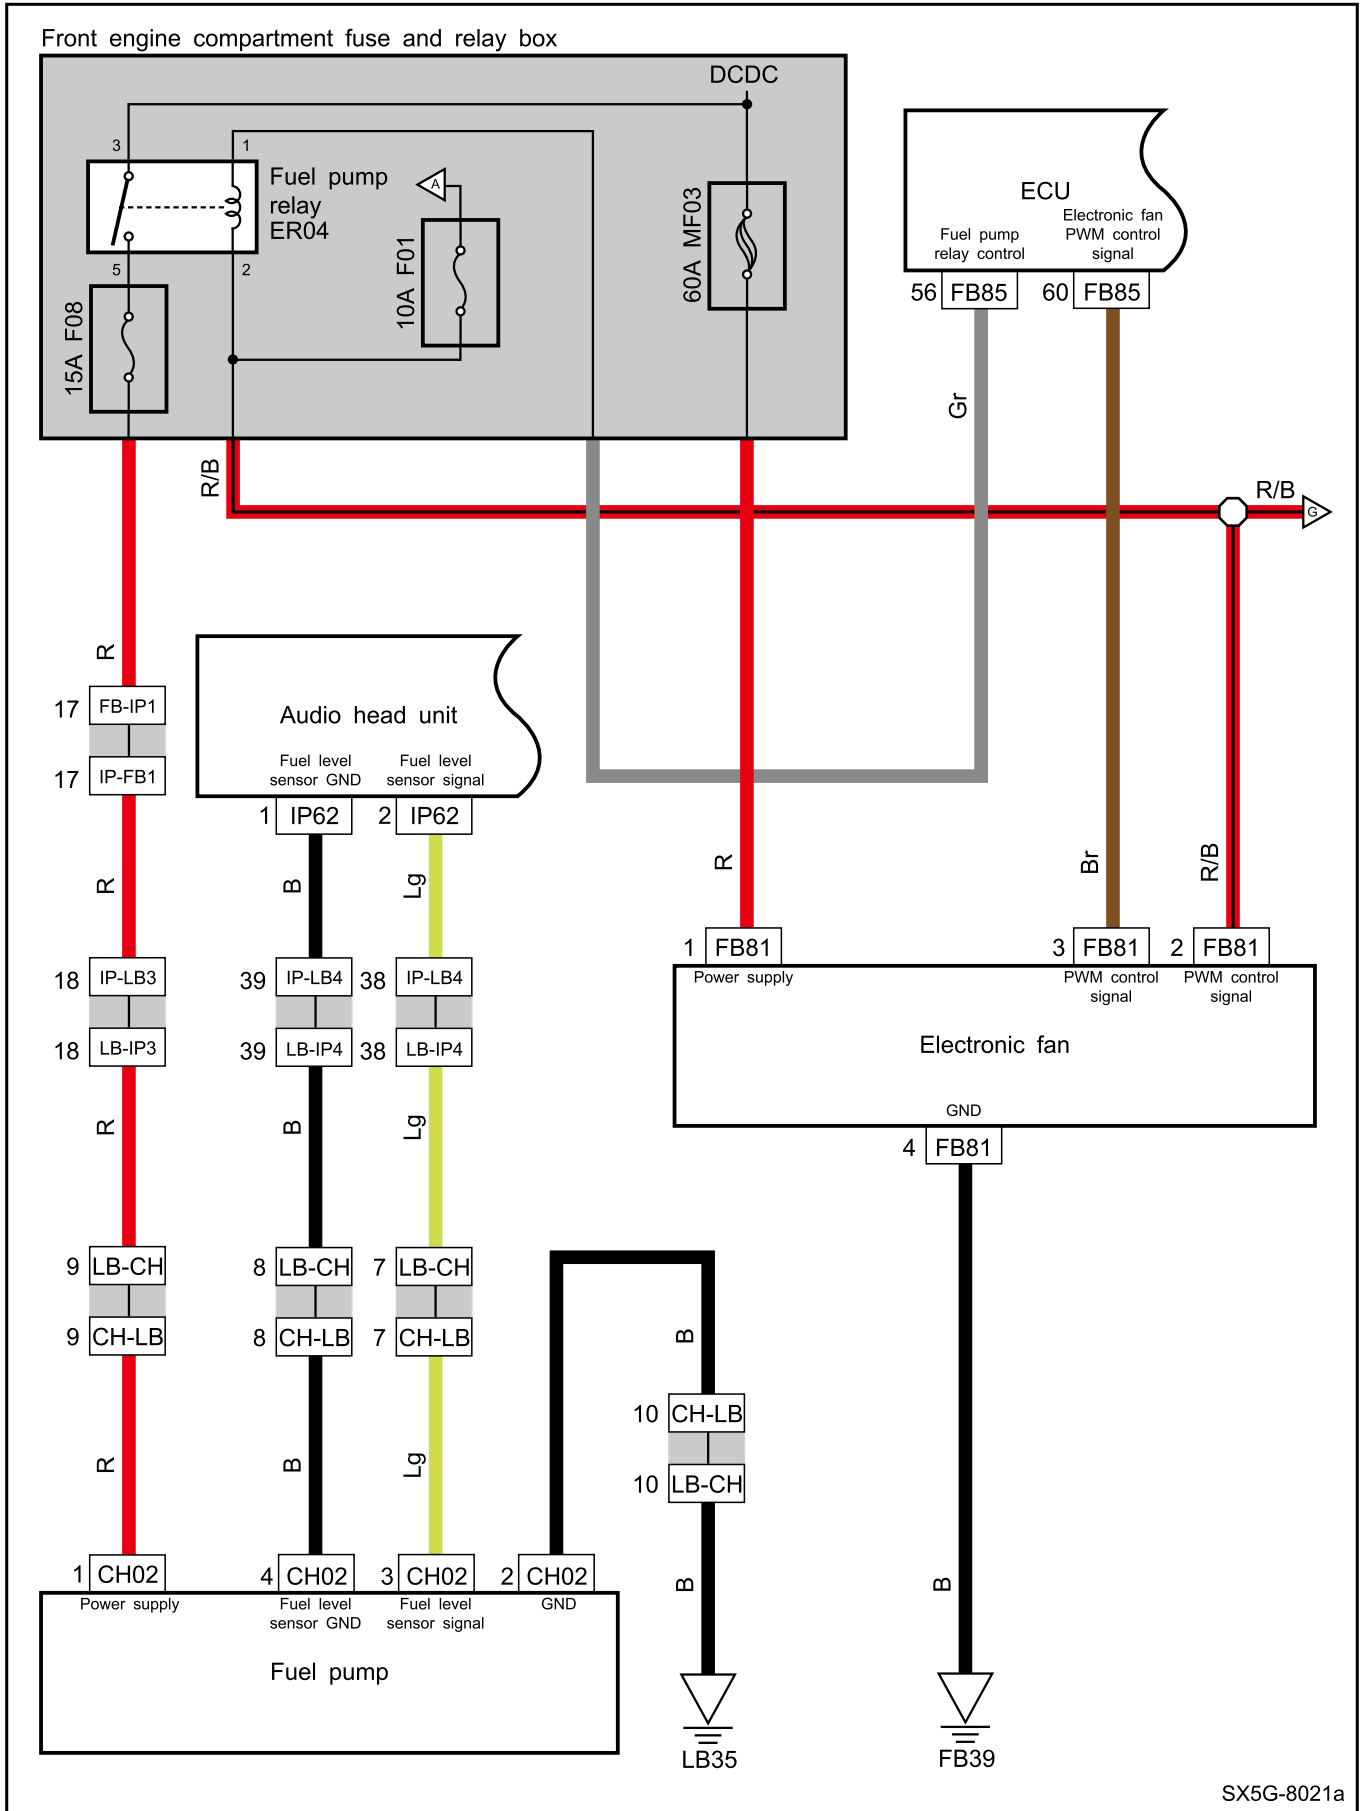 Front engine compartment fuse and relay box
DCDC
3
1
Fuel pump
relay
ER04
A
5
2
15A F08
10A F01
60A MF03
ECU
Fuel pump
relay control
Electronic fan
PWM control
signal
56
FB85
60
FB85
Gr
R/B
R/B
G
R
17
FB-IP1
17
IP-FB1
Audio head unit
Fuel level
sensor GND
Fuel level
sensor signal
1
IP62
2
IP62
R
B
Lg
R
Br
R/B
18
IP-LB3
39
IP-LB4
38
IP-LB4
18
LB-IP3
39
LB-IP4
38
LB-IP4
1
FB81
3
FB81
2
FB81
Power supply
PWM control
signal
PWM control
signal
Electronic fan
GND
4
FB81
R
B
Lg
9
LB-CH
8
LB-CH
7
LB-CH
9
CH-LB
8
CH-LB
7
CH-LB
B
10
CH-LB
10
LB-CH
R
B
Lg
B
B
1
CH02
4
CH02
3
CH02
2
CH02
Power supply
Fuel level
sensor GND
Fuel level
sensor signal
GND
Fuel pump
LB35
FB39
SX5G-8021a